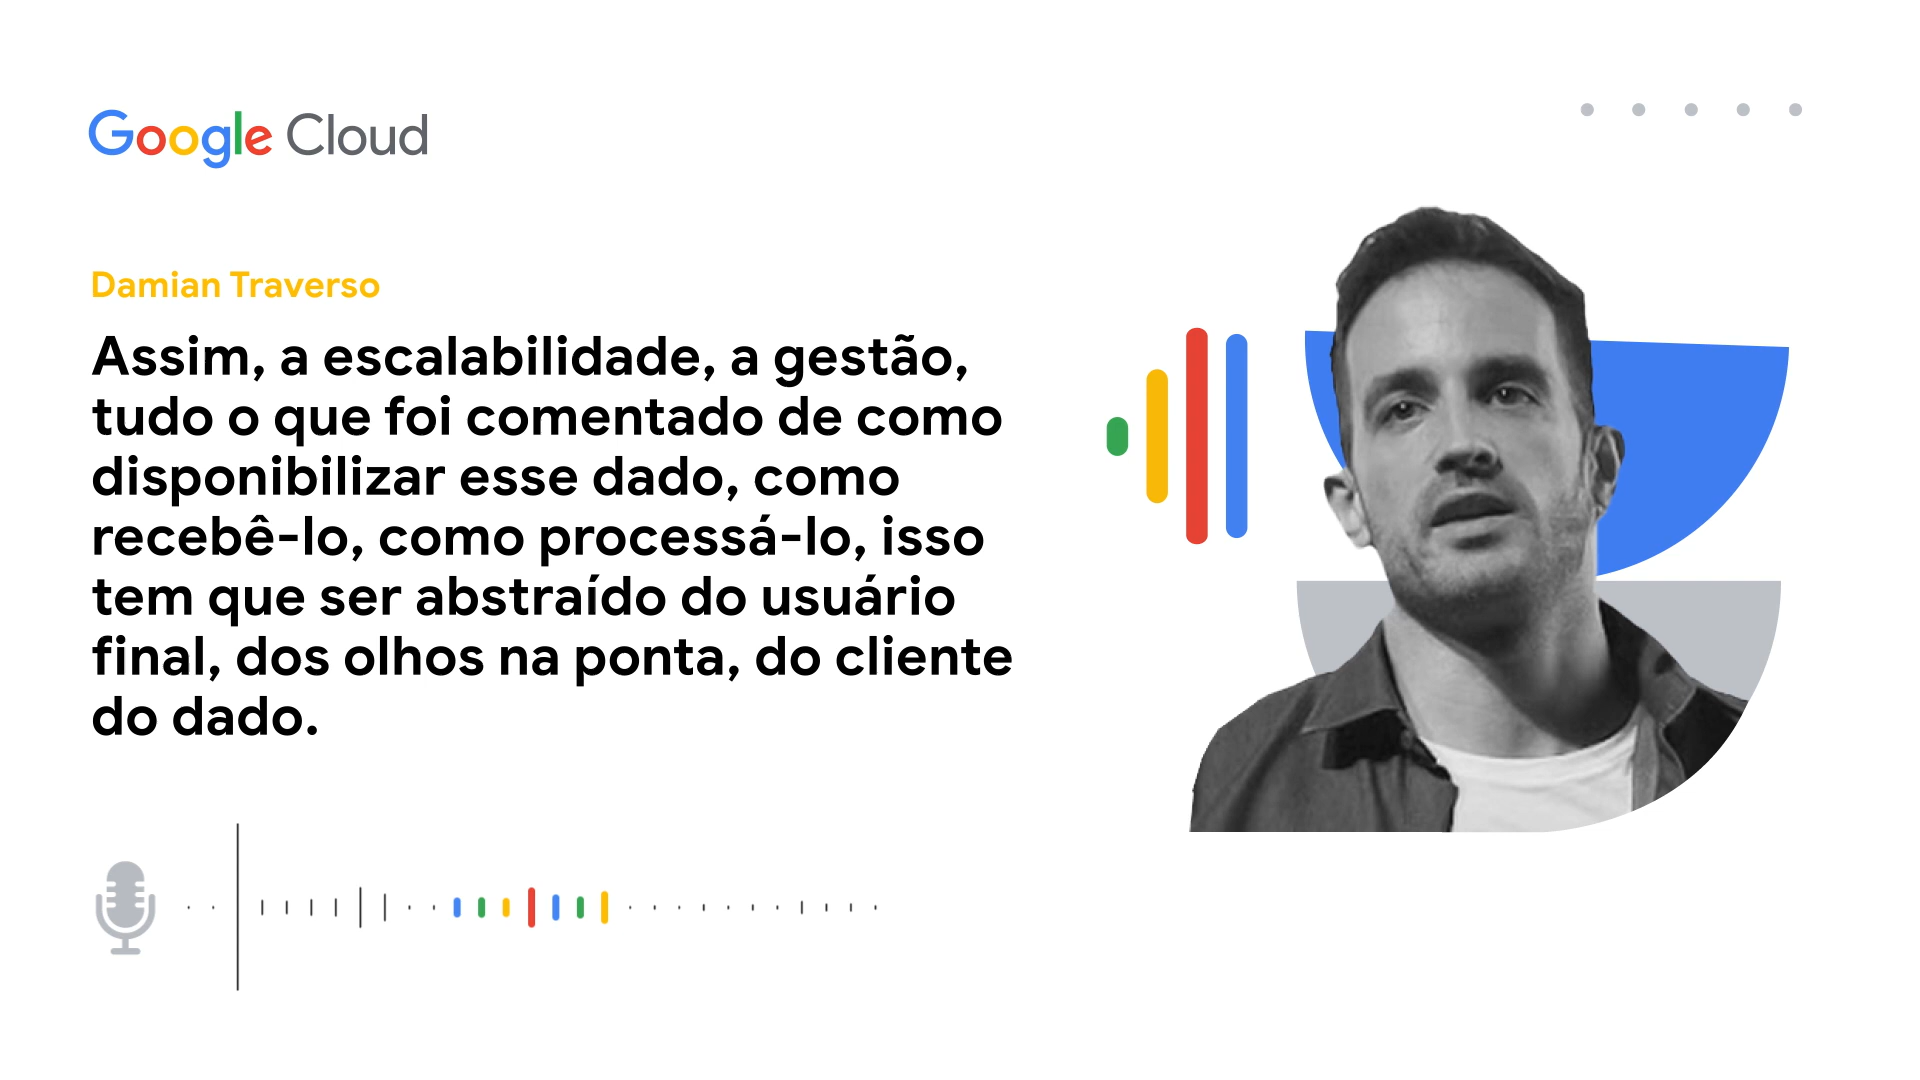 Google Cloud
Damian Traverso
Assim, a escalabilidade, a gestão,
tudo o que foi comentado de como
disponibilizar esse dado, como
recebê-lo, como processá-lo, isso
tem que ser abstraído do usuário
final, dos olhos na ponta, do cliente
do dado.